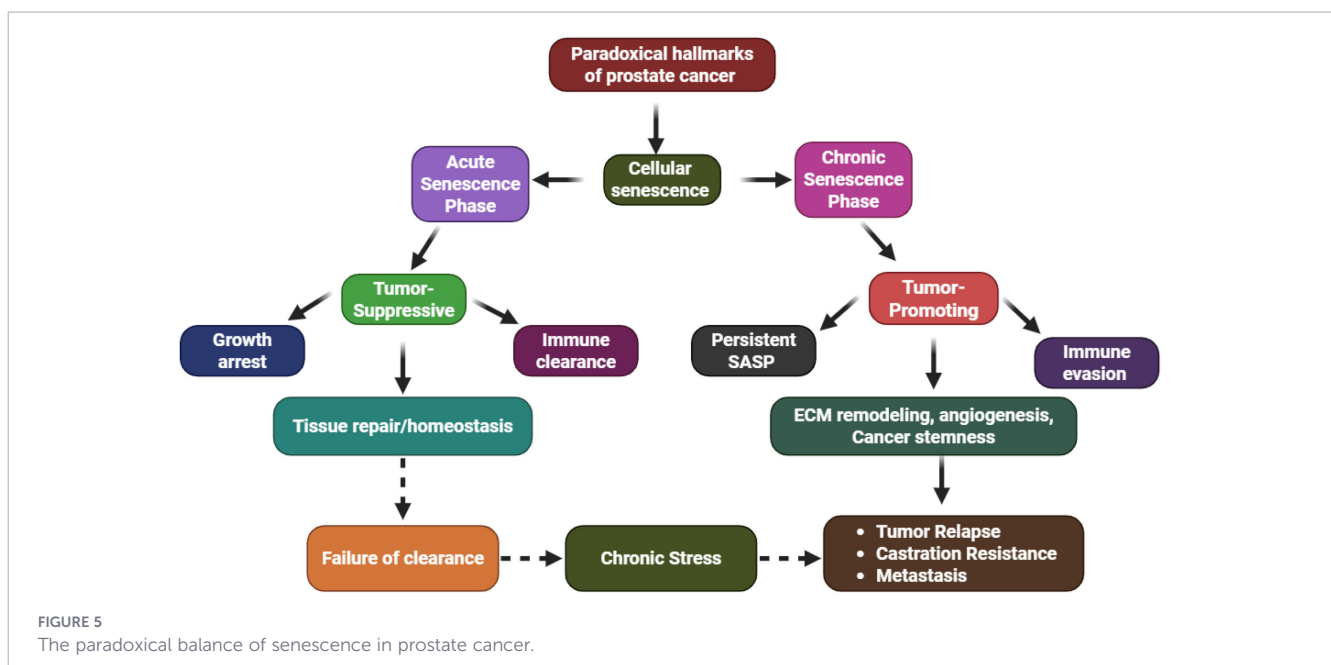 Paradoxical hallmarks
of prostate cancer
Acute
Senescence
Phase
Cellular
senescence
Chronic
Senescence
Phase
Tumor-
Suppressive
Tumor-
Promoting
Growth
arrest
Immune
clearance
Persistent
SASP
Immune
evasion
Tissue repair/homeostasis
ECM remodeling, angiogenesis,
Cancer stemness
Failure of clearance
Chronic Stress
• Tumor Relapse
• Castration Resistance
• Metastasis
FIGURE 5
The paradoxical balance of senescence in prostate cancer.